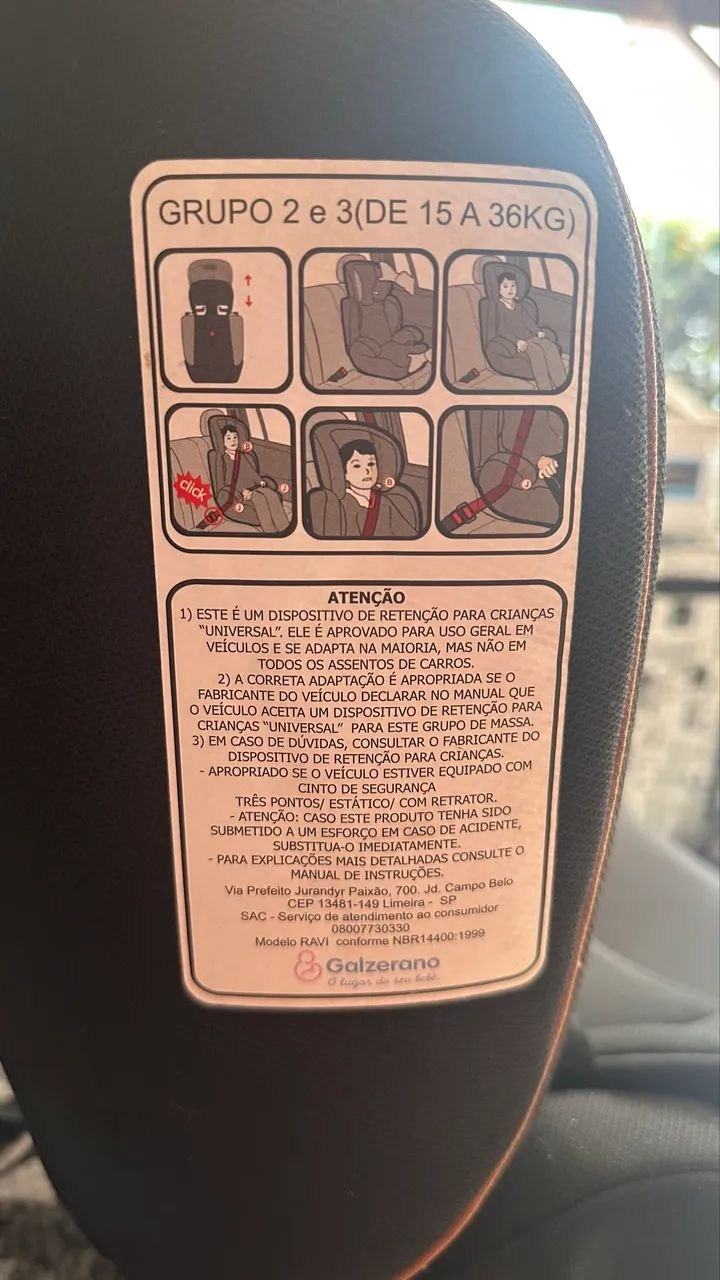 GRUPO 2 e 3(DE 15 A 36KG)
B
click
J
J
B
J
ATENÇÃO
1) ESTE É UM DISPOSITIVO DE RETENÇÃO PARA CRIANÇAS
"UNIVERSAL". ELE É APROVADO PARA USO GERAL EM
VEÍCULOS E SE ADAPTA NA MAIORIA, MAS NÃO EM
TODOS OS ASSENTOS DE CARROS.
2) A CORRETA ADAPTAÇÃO É APROPRIADA SE O
FABRICANTE DO VEÍCULO DECLARAR NO MANUAL QUE
O VEÍCULO ACEITA UM DISPOSITIVO DE RETENÇÃO PARA
CRIANÇAS "UNIVERSAL" PARA ESTE GRUPO DE MASSA.
3) EM CASO DE DÚVIDAS, CONSULTAR O FABRICANTE DO
DISPOSITIVO DE RETENÇÃO PARA CRIANÇAS.
- APROPRIADO SE O VEÍCULO ESTIVER EQUIPADO COM
CINTO DE SEGURANÇA
TRÊS PONTOS/ ESTÁTICO/ COM RETRATOR.
- ATENÇÃO: CASO ESTE PRODUTO TENHA SIDO
SUBMETIDO A UM ESFORÇO EM CASO DE ACIDENTE,
SUBSTITUA-O IMEDIATAMENTE.
- PARA EXPLICAÇÕES MAIS DETALHADAS CONSULTE O
MANUAL DE INSTRUÇÕES.
Via Prefeito Jurandyr Paixão, 700. Jd. Campo Belo
CEP 13481-149 Limeira - SP
SAC - Serviço de atendimento ao consumidor
08007730330
Modelo RAVI conforme NBR14400:1999
Galzerano
O lugar do seu bebê.